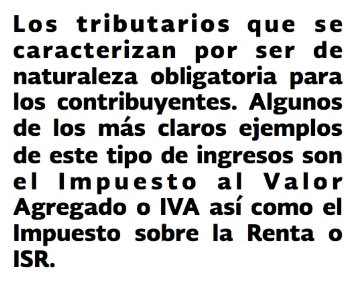 Los tributarios que se
caracterizan por ser de
naturaleza obligatoria para
los contribuyentes. Algunos
de los más claros ejemplos
de este tipo de ingresos son
el Impuesto al Valor
Agregado o IVA así como el
Impuesto sobre la Renta o
ISR.